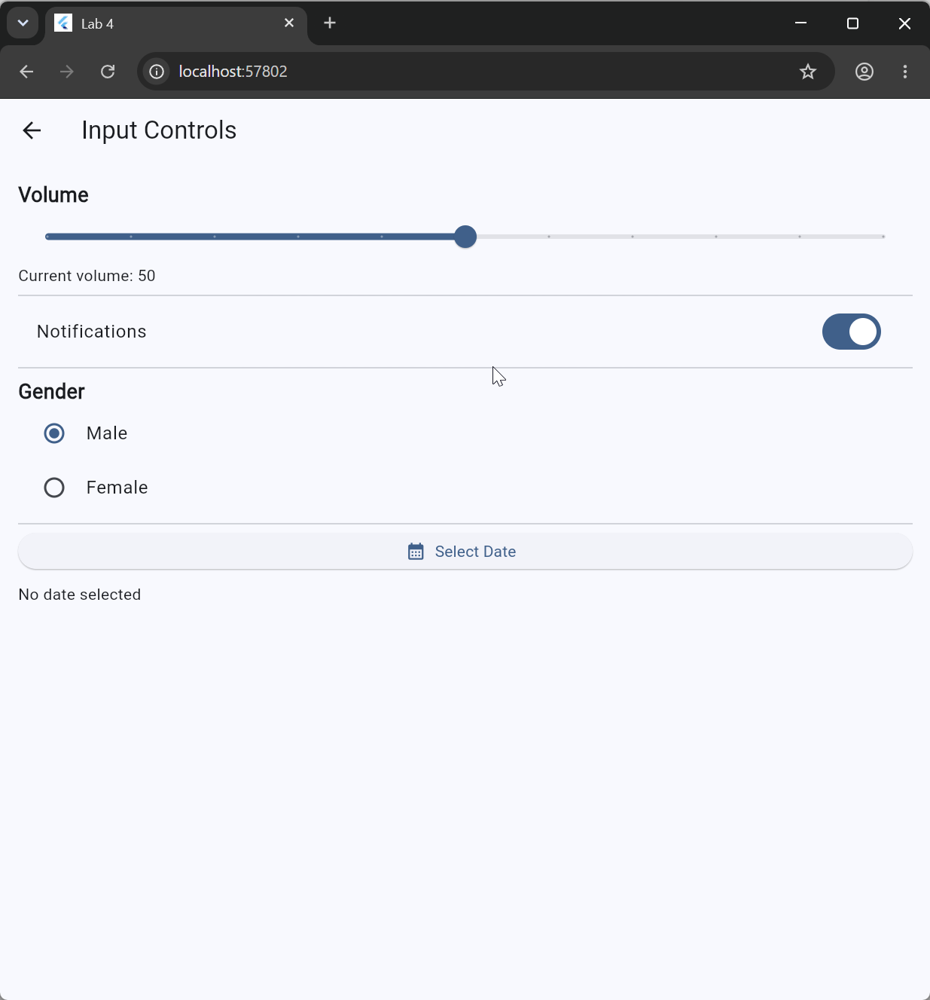 Lab 4
localhost:57802
Input Controls
Volume
Current volume: 50
Notifications
Gender
Male
Female
Select Date
No date selected